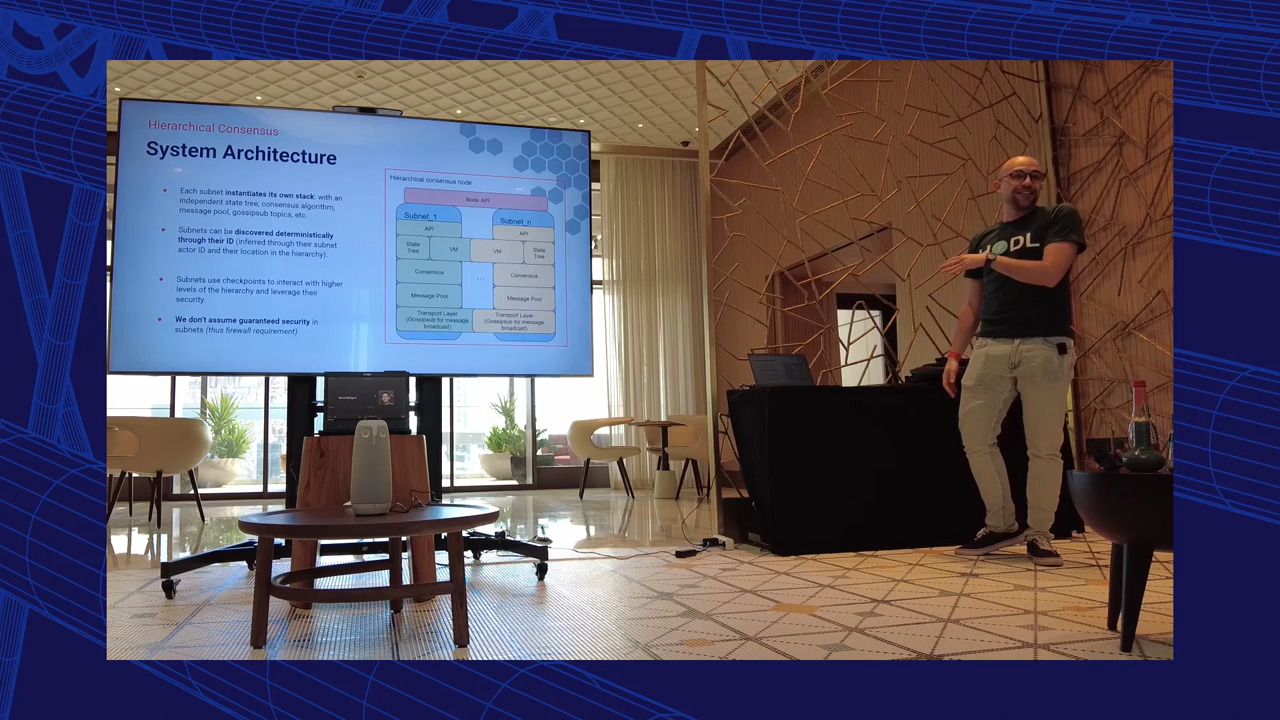 Hierarchical Consensus
System Architecture
Each subnet instantiates its own stack: with an
independent state tree, consensus algorithm,
message pool, gossipsub topics, etc.
Subnets can be discovered deterministically
through their ID (inferred through their subnet
actor ID and their location in the hierarchy).
Subnets use checkpoints to interact with higher
levels of the hierarchy and leverage their
security.
We don't assume guaranteed security in
subnets (thus firewall requirement)
Hierarchical consensus node
Node API
Subnet_1
API
State
Tree
VM
Consensus
Message Pool
Transport Layer
(Gossipsub for message
broadcast)
...
Subnet_n
API
VM
State
Tree
Consensus
Message Pool
Transport Layer
(Gossipsub for message
broadcast)
HODL